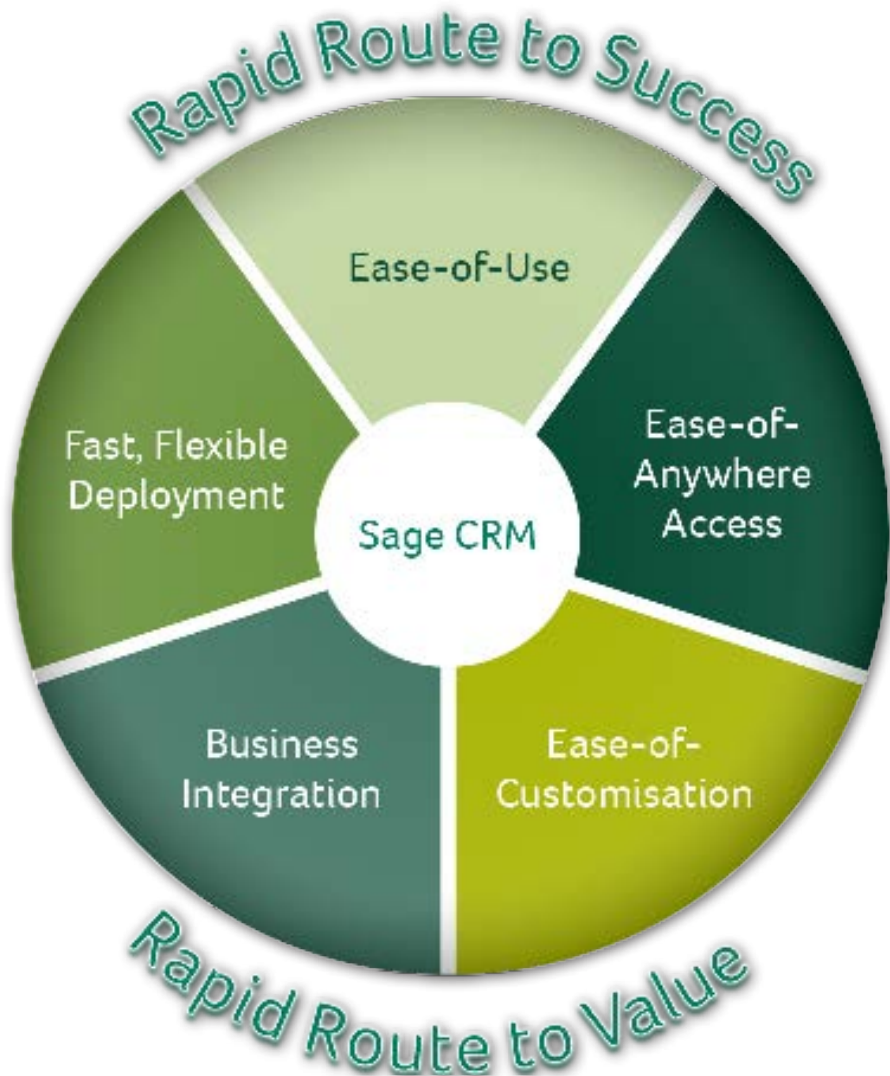 Rapid Route to Success
Ease-of-Use
Ease-of-
Anywhere
Access
Fast, Flexible
Deployment
Sage CRM
Business
Integration
Ease-of-
Customisation
Rapid Route to Value